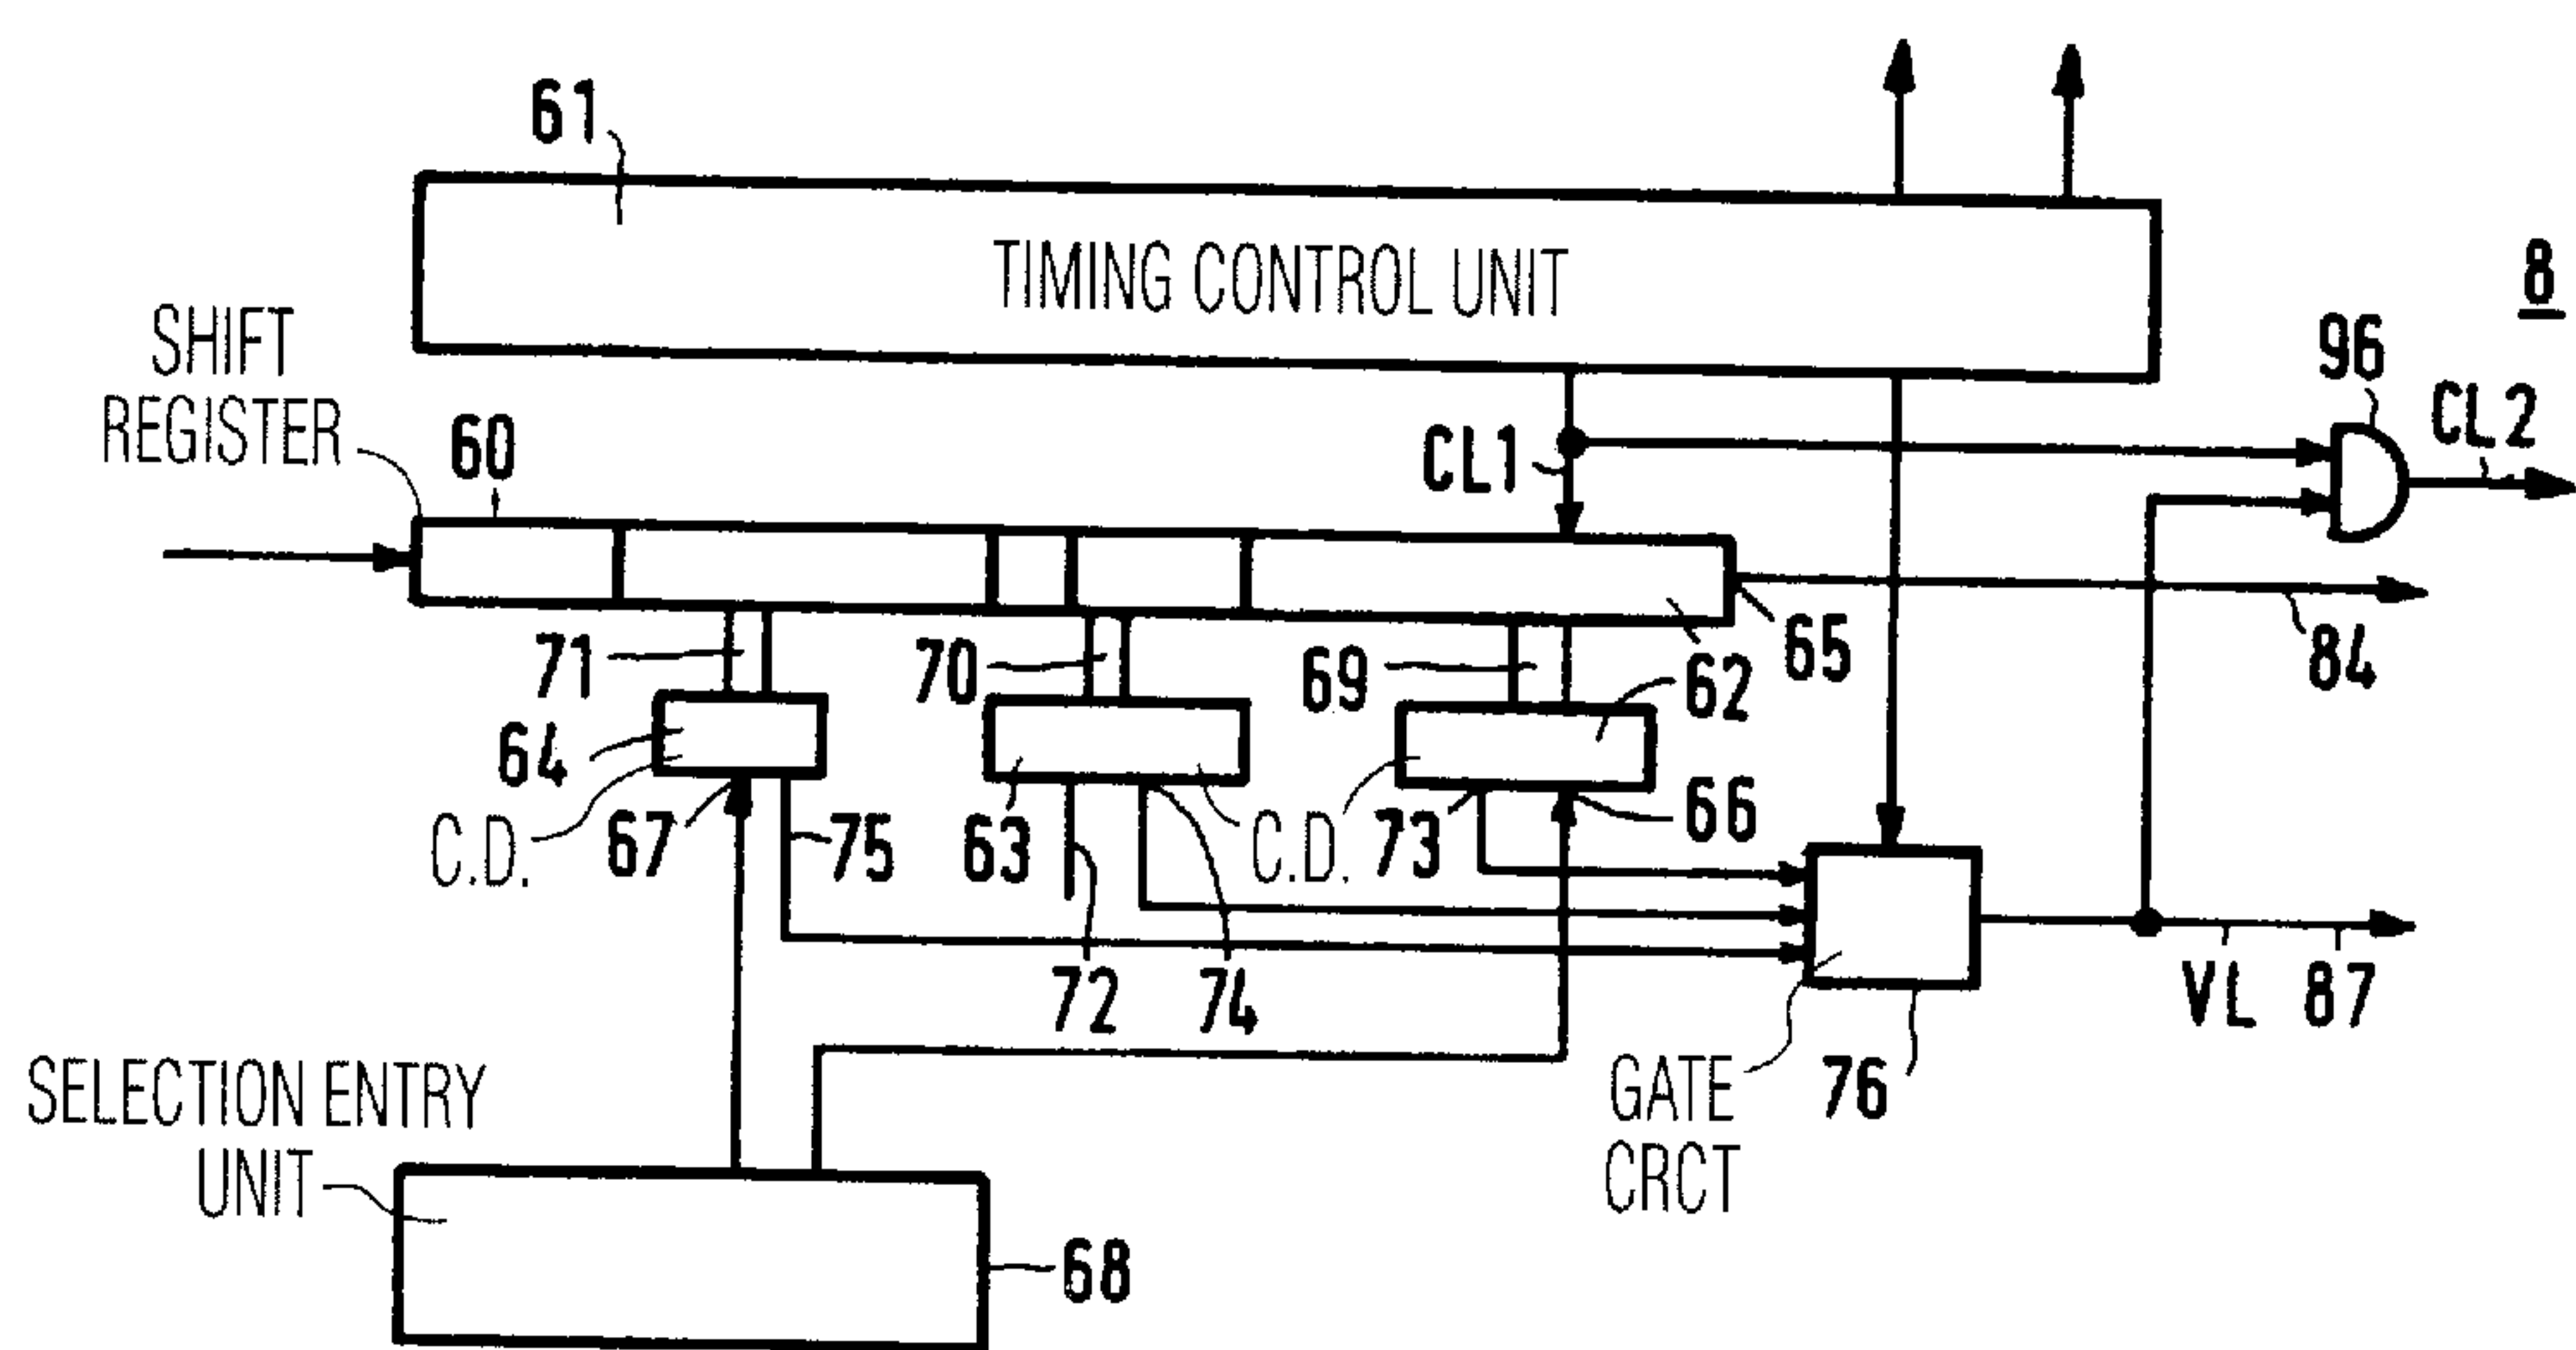 61
TIMING CONTROL UNIT
8
SHIFT
REGISTER
60
CL1
96
CL2
71
70
69
62
65
84
64
C.D.
67
75
63
C.D.
73
62
66
72
74
VL 87
SELECTION ENTRY
UNIT
GATE
CRCT
76
68